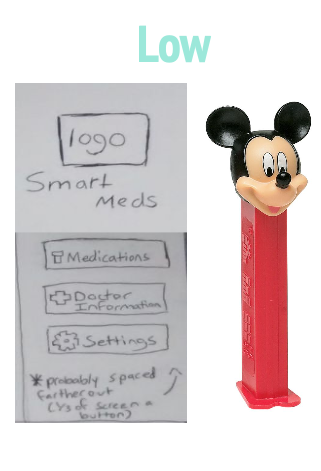 Low
logo
Smart
Meds
Medications
Doctor
Information
Settings
* probably spaced
farther out
(1/3 of screen a
button)